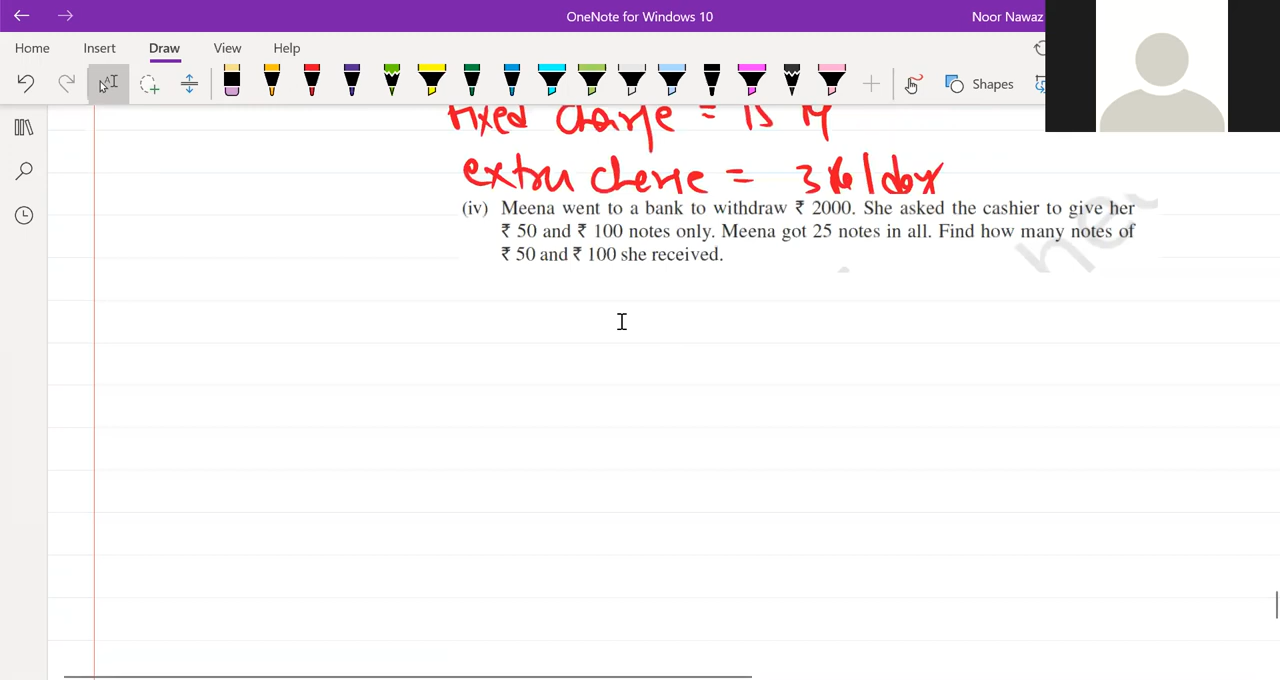 OneNote for Windows 10
Noor Nawaz
Home Insert Draw View Help
Shapes
fixed charge = 15 ₹
extra charge = 3 Rs/day
(iv) Meena went to a bank to withdraw ₹ 2000. She asked the cashier to give her
₹ 50 and ₹ 100 notes only. Meena got 25 notes in all. Find how many notes of
₹ 50 and ₹ 100 she received.